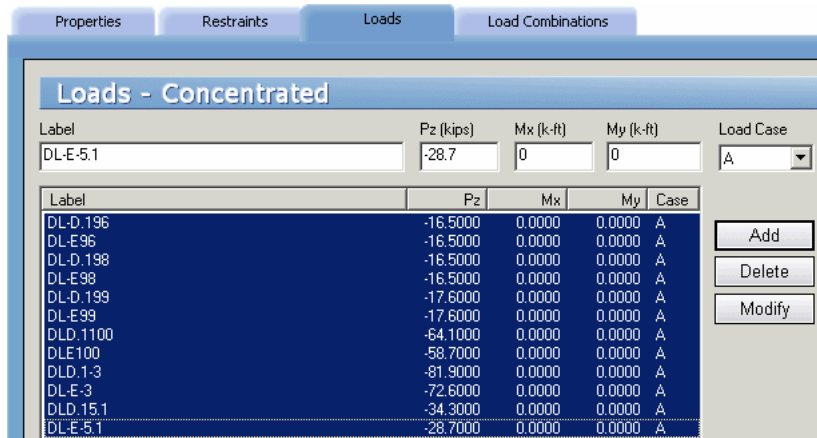 Properties Restraints Loads Load Combinations
Loads - Concentrated
Label Pz (kips) Mx (k-ft) My (k-ft) Load Case
DL-E-5.1 -28.7 0 0 A
Label Pz Mx My Case
DL-D.196 -16.5000 0.0000 0.0000 A
DL-E96 -16.5000 0.0000 0.0000 A
DL-D.198 -16.5000 0.0000 0.0000 A
DL-E98 -16.5000 0.0000 0.0000 A
DL-D.199 -17.6000 0.0000 0.0000 A
DL-E99 -17.6000 0.0000 0.0000 A
DLD.1100 -64.1000 0.0000 0.0000 A
DLE100 -58.7000 0.0000 0.0000 A
DLD.1-3 -81.9000 0.0000 0.0000 A
DL-E-3 -72.6000 0.0000 0.0000 A
DLD.15.1 -34.3000 0.0000 0.0000 A
DL-E-5.1 -28.7000 0.0000 0.0000 A
Add
Delete
Modify